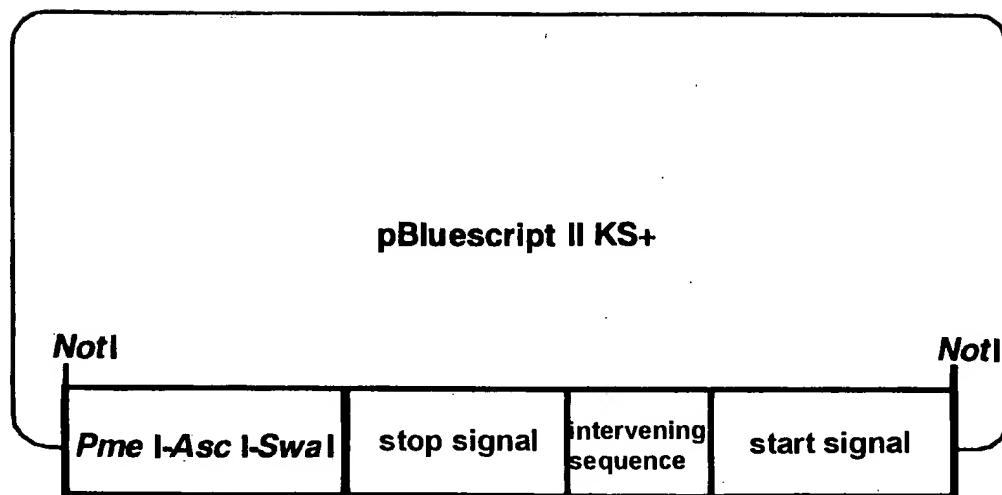 pBluescript II KS+
NotI
NotI
Pme I-Asc I-Swa I
stop signal
intervening
sequence
start signal